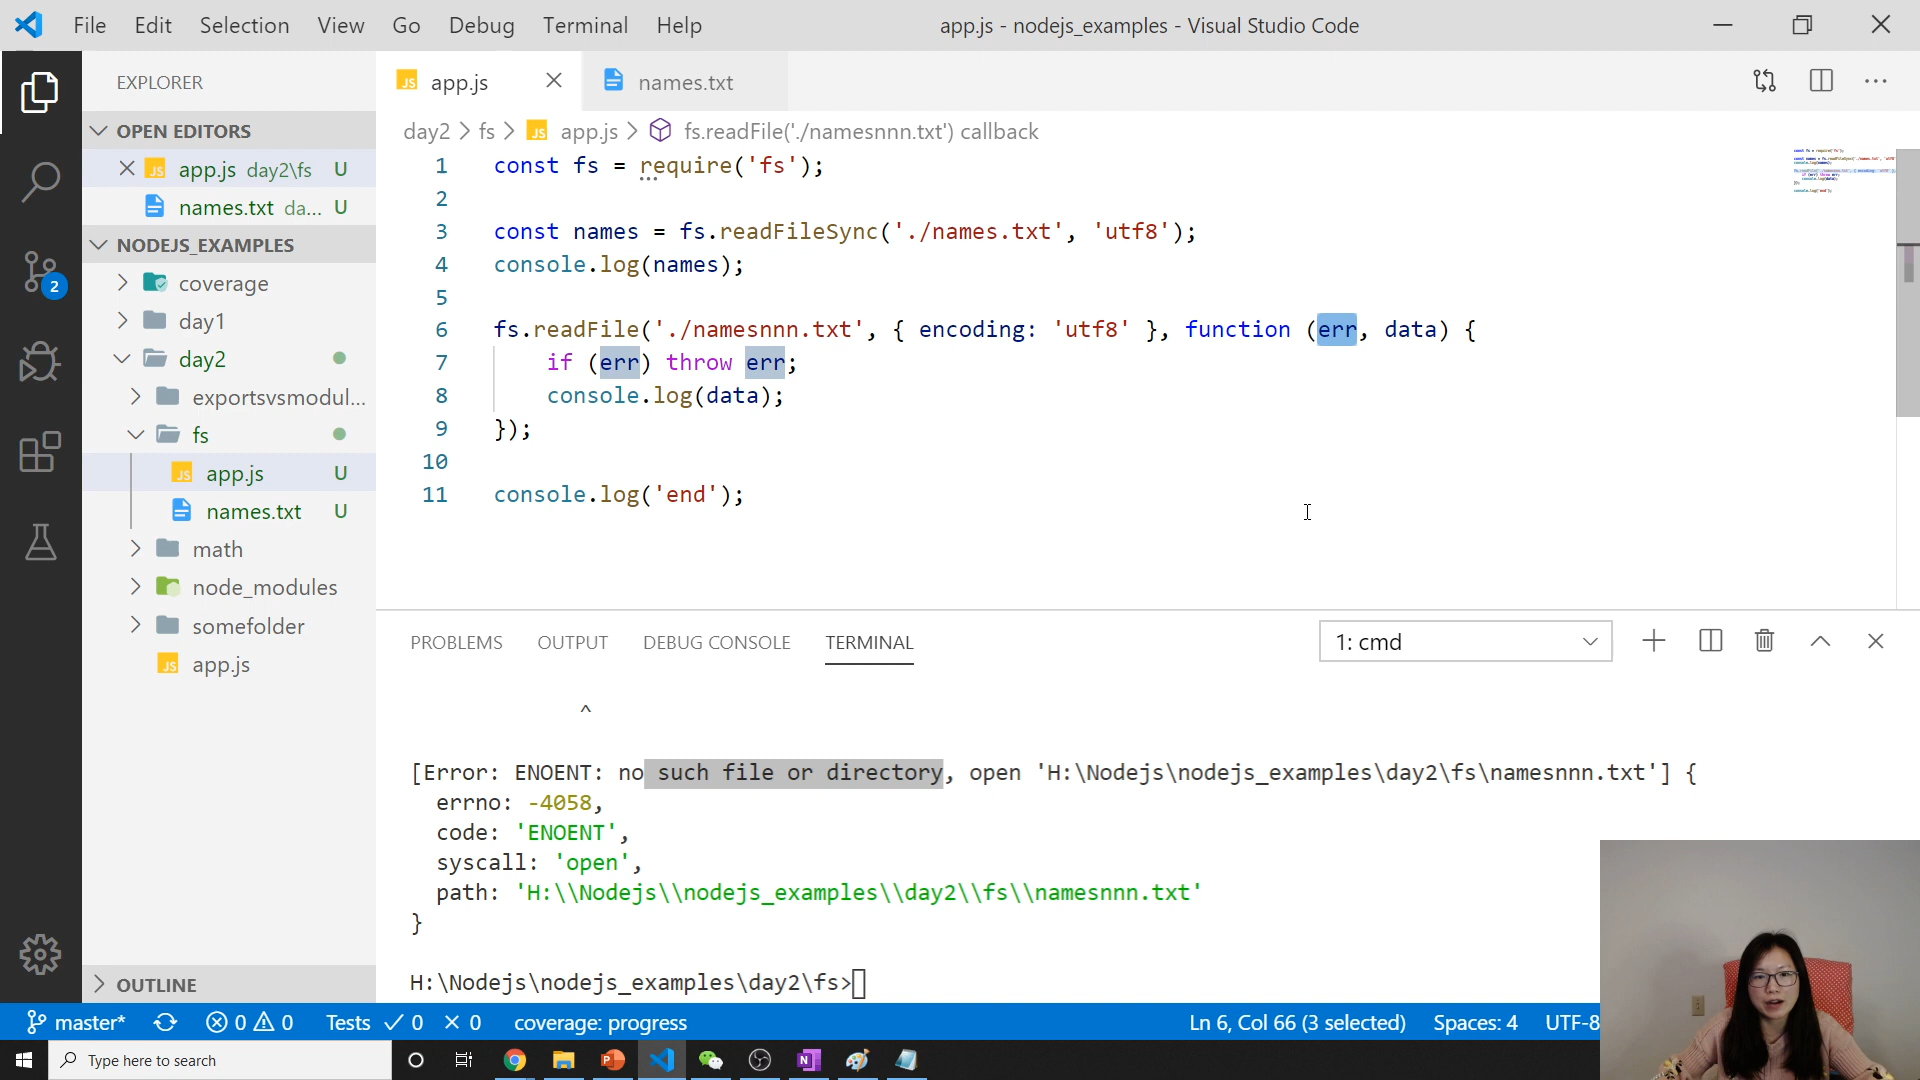 File Edit Selection View Go Debug Terminal Help
app.js - nodejs_examples - Visual Studio Code
EXPLORER
OPEN EDITORS
app.js day2\fs U
names.txt da... U
NODEJS_EXAMPLES
coverage
day1
day2
exportsvsmodul...
fs
app.js U
names.txt U
math
node_modules
somefolder
app.js
OUTLINE
2
app.js
names.txt
day2 > fs > JS app.js > fs.readFile('./namesnnn.txt') callback
1 const fs = require('fs');
2
3 const names = fs.readFileSync('./names.txt', 'utf8');
4 console.log(names);
5
6 fs.readFile('./namesnnn.txt', { encoding: 'utf8' }, function (err, data) {
7 if (err) throw err;
8 console.log(data);
9 });
10
11 console.log('end');
PROBLEMS OUTPUT DEBUG CONSOLE TERMINAL
1: cmd
^
[Error: ENOENT: no such file or directory, open 'H:\Nodejs\nodejs_examples\day2\fs\namesnnn.txt'] {
errno: -4058,
code: 'ENOENT',
syscall: 'open',
path: 'H:\\Nodejs\\nodejs_examples\\day2\\fs\\namesnnn.txt'
}
H:\Nodejs\nodejs_examples\day2\fs>
master* 0 0 Tests 0 0 coverage: progress
Ln 6, Col 66 (3 selected) Spaces: 4 UTF-8
Type here to search